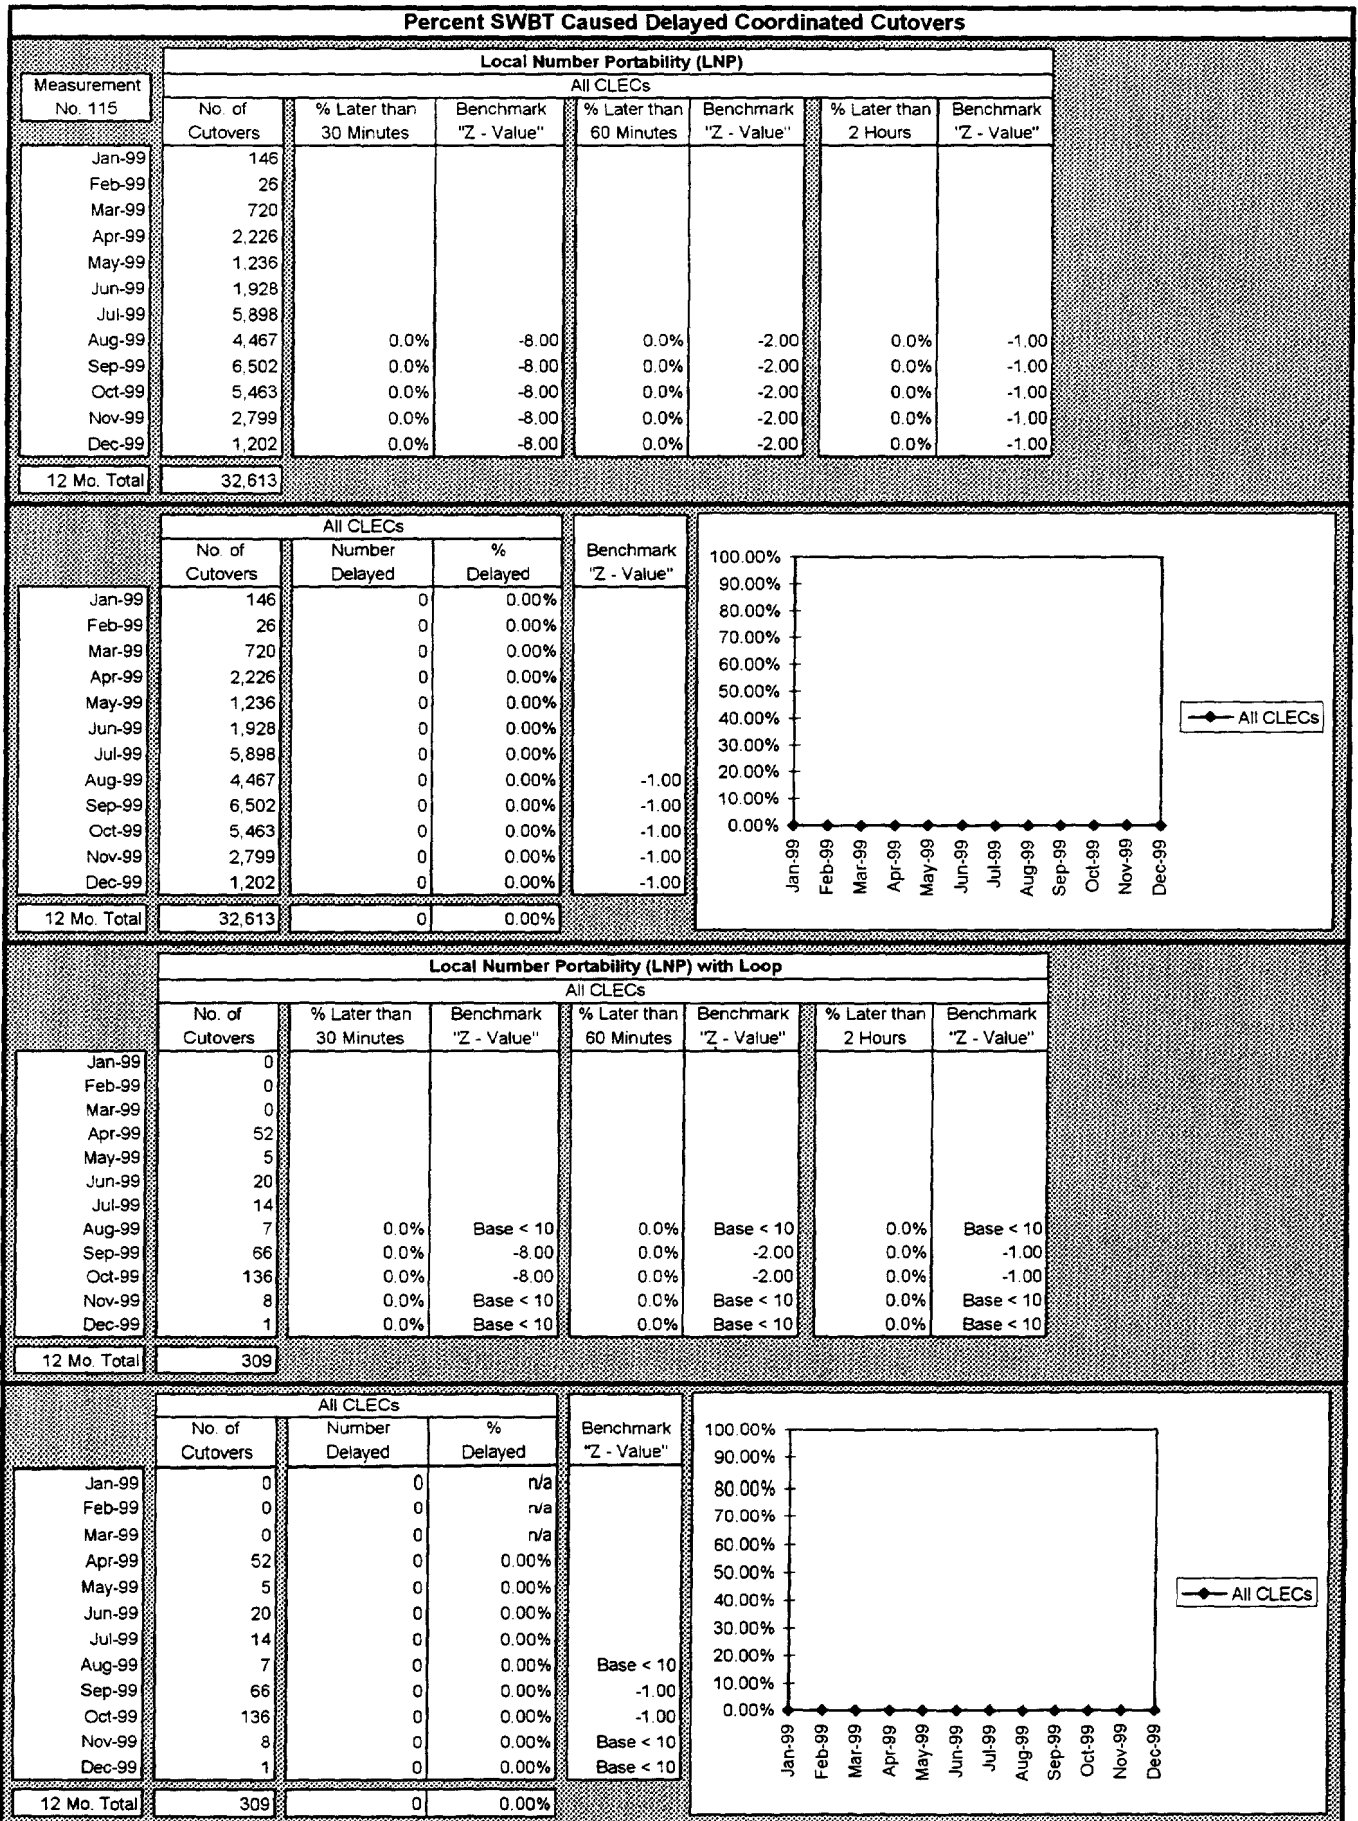 Percent SWBT Caused Delayed Coordinated Cutovers
Local Number Portability (LNP)
All CLECs
Measurement No. 115
No. of Cutovers | % Later than 30 Minutes | Benchmark "Z - Value" | % Later than 60 Minutes | Benchmark "Z - Value" | % Later than 2 Hours | Benchmark "Z - Value"
Jan-99 146
Feb-99 26
Mar-99 720
Apr-99 2,226
May-99 1,236
Jun-99 1,928
Jul-99 5,898
Aug-99 4,467 0.0% -8.00 0.0% -2.00 0.0% -1.00
Sep-99 6,502 0.0% -8.00 0.0% -2.00 0.0% -1.00
Oct-99 5,463 0.0% -8.00 0.0% -2.00 0.0% -1.00
Nov-99 2,799 0.0% -8.00 0.0% -2.00 0.0% -1.00
Dec-99 1,202 0.0% -8.00 0.0% -2.00 0.0% -1.00
12 Mo. Total 32,613
All CLECs
No. of Cutovers | Number Delayed | % Delayed | Benchmark "Z - Value"
Jan-99 146 0 0.00%
Feb-99 26 0 0.00%
Mar-99 720 0 0.00%
Apr-99 2,226 0 0.00%
May-99 1,236 0 0.00%
Jun-99 1,928 0 0.00%
Jul-99 5,898 0 0.00%
Aug-99 4,467 0 0.00% -1.00
Sep-99 6,502 0 0.00% -1.00
Oct-99 5,463 0 0.00% -1.00
Nov-99 2,799 0 0.00% -1.00
Dec-99 1,202 0 0.00% -1.00
12 Mo. Total 32,613 0 0.00%
100.00%
90.00%
80.00%
70.00%
60.00%
50.00%
40.00%
30.00%
20.00%
10.00%
0.00%
Jan-99 Feb-99 Mar-99 Apr-99 May-99 Jun-99 Jul-99 Aug-99 Sep-99 Oct-99 Nov-99 Dec-99
All CLECs
Local Number Portability (LNP) with Loop
All CLECs
No. of Cutovers | % Later than 30 Minutes | Benchmark "Z - Value" | % Later than 60 Minutes | Benchmark "Z - Value" | % Later than 2 Hours | Benchmark "Z - Value"
Jan-99 0
Feb-99 0
Mar-99 0
Apr-99 52
May-99 5
Jun-99 20
Jul-99 14
Aug-99 7 0.0% Base < 10 0.0% Base < 10 0.0% Base < 10
Sep-99 66 0.0% -8.00 0.0% -2.00 0.0% -1.00
Oct-99 136 0.0% -8.00 0.0% -2.00 0.0% -1.00
Nov-99 8 0.0% Base < 10 0.0% Base < 10 0.0% Base < 10
Dec-99 1 0.0% Base < 10 0.0% Base < 10 0.0% Base < 10
12 Mo. Total 309
All CLECs
No. of Cutovers | Number Delayed | % Delayed | Benchmark "Z - Value"
Jan-99 0 0 n/a
Feb-99 0 0 n/a
Mar-99 0 0 n/a
Apr-99 52 0 0.00%
May-99 5 0 0.00%
Jun-99 20 0 0.00%
Jul-99 14 0 0.00%
Aug-99 7 0 0.00% Base < 10
Sep-99 66 0 0.00% -1.00
Oct-99 136 0 0.00% -1.00
Nov-99 8 0 0.00% Base < 10
Dec-99 1 0 0.00% Base < 10
12 Mo. Total 309 0 0.00%
100.00%
90.00%
80.00%
70.00%
60.00%
50.00%
40.00%
30.00%
20.00%
10.00%
0.00%
Jan-99 Feb-99 Mar-99 Apr-99 May-99 Jun-99 Jul-99 Aug-99 Sep-99 Oct-99 Nov-99 Dec-99
All CLECs